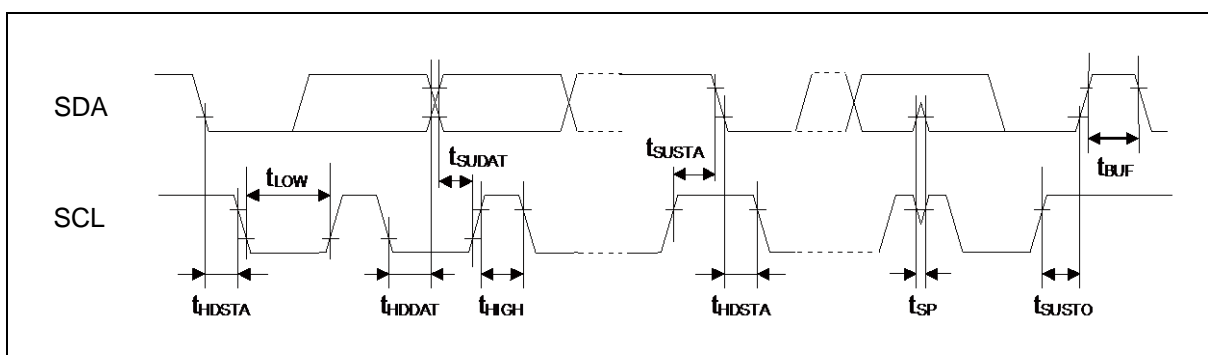 SDA
tSUDAT
tSUSTA
tBUF
tLOW
SCL
tHDSTA
tHDDAT
tHIGH
tHDSTA
tSP
tSUSTO